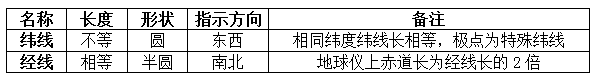 名称 长度 形状 指示方向 备注
纬线 不等 圆 东西 相同纬度纬线长相等，极点为特殊纬线
经线 相等 半圆 南北 地球仪上赤道长为经线长的 2 倍